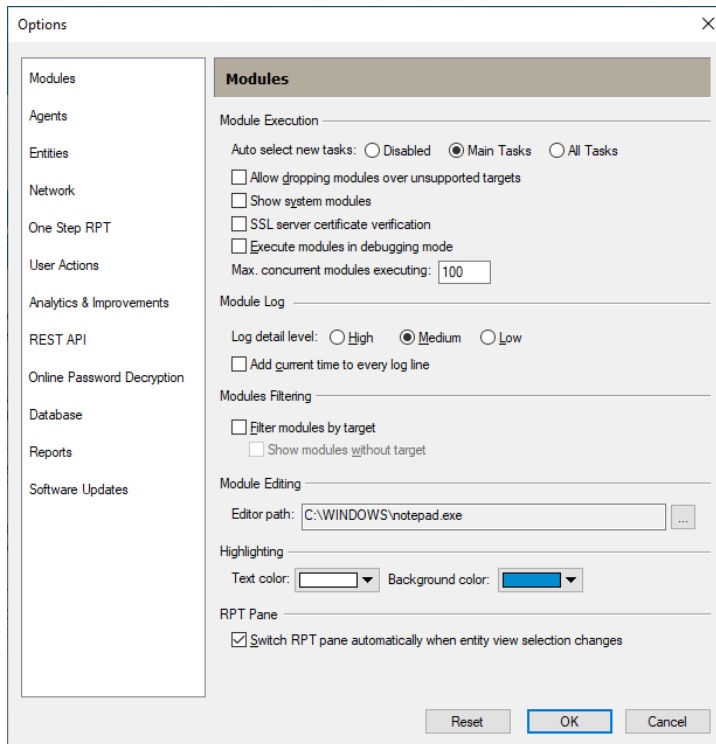 Options
Modules
Agents
Entities
Network
One Step RPT
User Actions
Analytics & Improvements
REST API
Online Password Decryption
Database
Reports
Software Updates
Modules
Module Execution
Auto select new tasks: Disabled Main Tasks All Tasks
Allow dropping modules over unsupported targets
Show system modules
SSL server certificate verification
Execute modules in debugging mode
Max. concurrent modules executing: 100
Module Log
Log detail level: High Medium Low
Add current time to every log line
Modules Filtering
Filter modules by target
Show modules without target
Module Editing
Editor path: C:\WINDOWS\notepad.exe ...
Highlighting
Text color: Background color:
RPT Pane
Switch RPT pane automatically when entity view selection changes
Reset OK Cancel